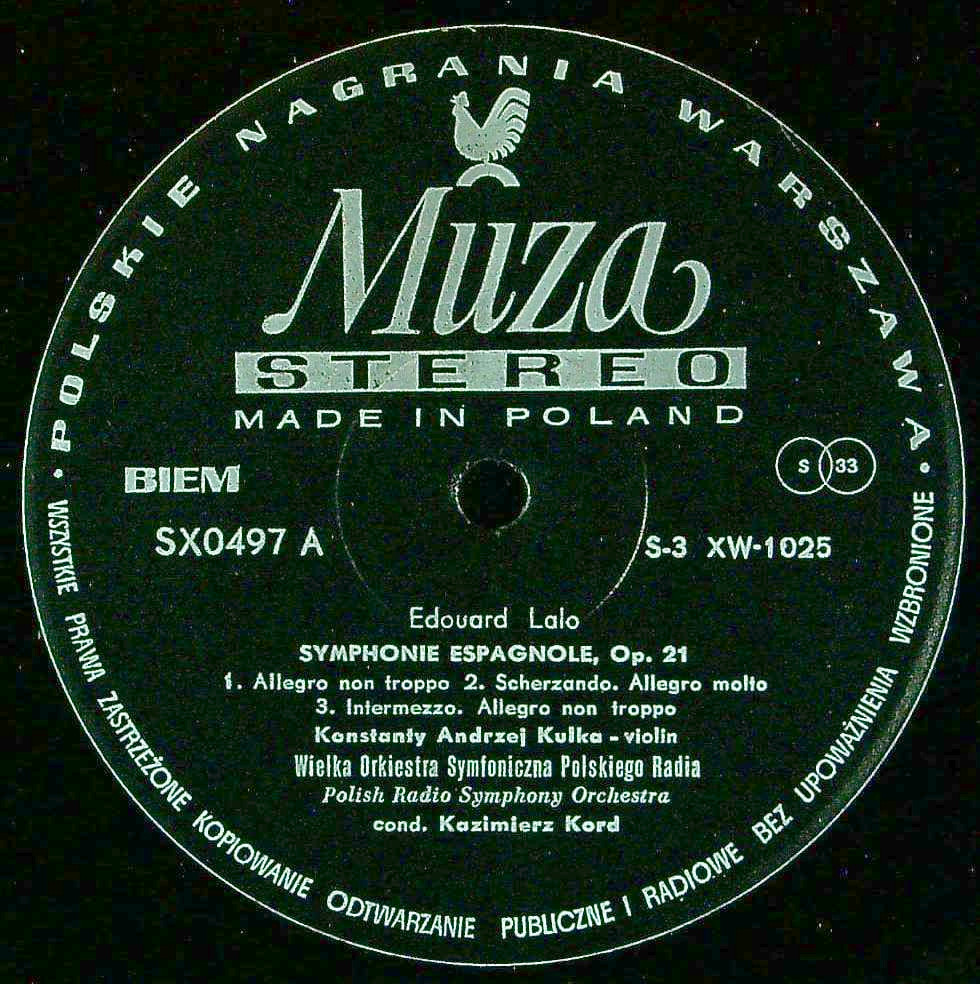 POLSKIE NAGRANIA WARSZAWA
Muza
STEREO
MADE IN POLAND
BIEM
S 33
SX0497 A
S-3 XW-1025
Edouard Lalo
SYMPHONIE ESPAGNOLE, Op. 21
1. Allegro non troppo 2. Scherzando. Allegro molto
3. Intermezzo. Allegro non troppo
Konstanty Andrzej Kulka - violin
Wielka Orkiestra Symfoniczna Polskiego Radia
Polish Radio Symphony Orchestra
cond. Kazimierz Kord
• WSZYSTKIE PRAWA ZASTRZEŻONE KOPIOWANIE ODTWARZANIE PUBLICZNE I RADIOWE BEZ UPOWAŻNIENIA WZBRONIONE •